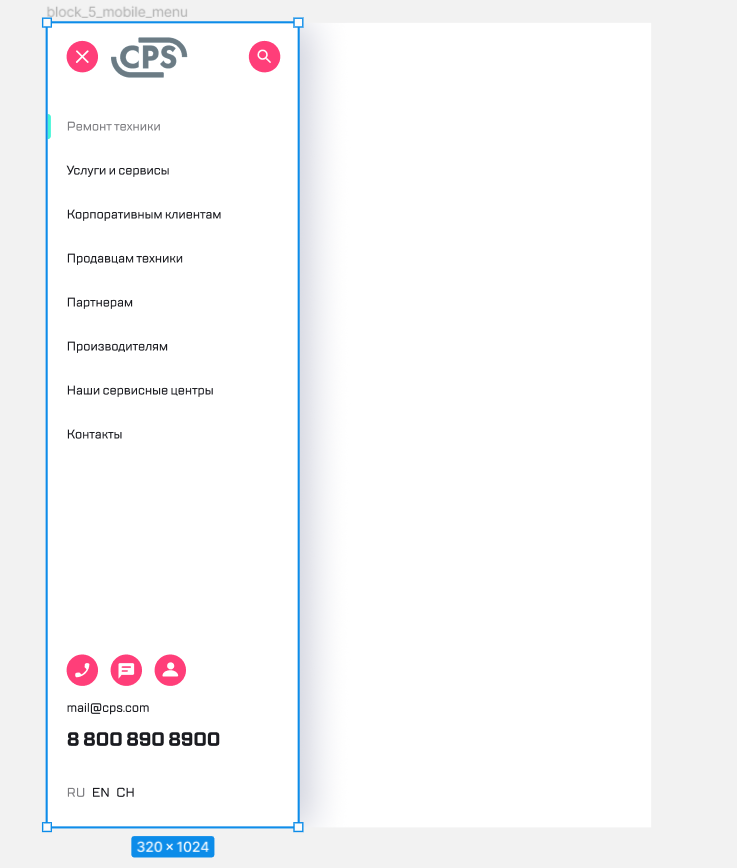 block_5_mobile_menu
CPS
Ремонт техники
Услуги и сервисы
Корпоративным клиентам
Продавцам техники
Партнерам
Производителям
Наши сервисные центры
Контакты
mail@cps.com
8 800 890 8900
RU EN CH
320 × 1024